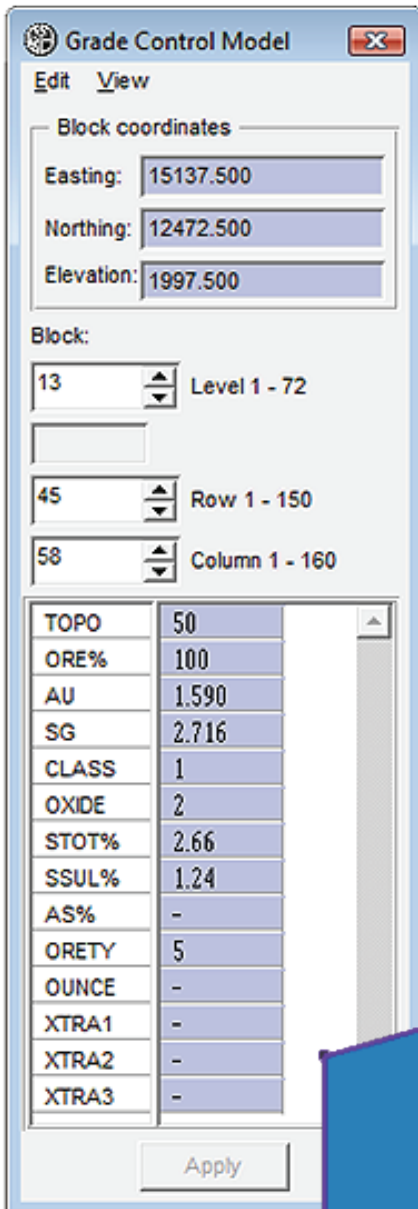 Grade Control Model
Edit View
Block coordinates
Easting: 15137.500
Northing: 12472.500
Elevation: 1997.500
Block:
13 Level 1 - 72
45 Row 1 - 150
58 Column 1 - 160
TOPO 50
ORE% 100
AU 1.590
SG 2.716
CLASS 1
OXIDE 2
STOT% 2.66
SSUL% 1.24
AS% -
ORETY 5
OUNCE -
XTRA1 -
XTRA2 -
XTRA3 -
Apply